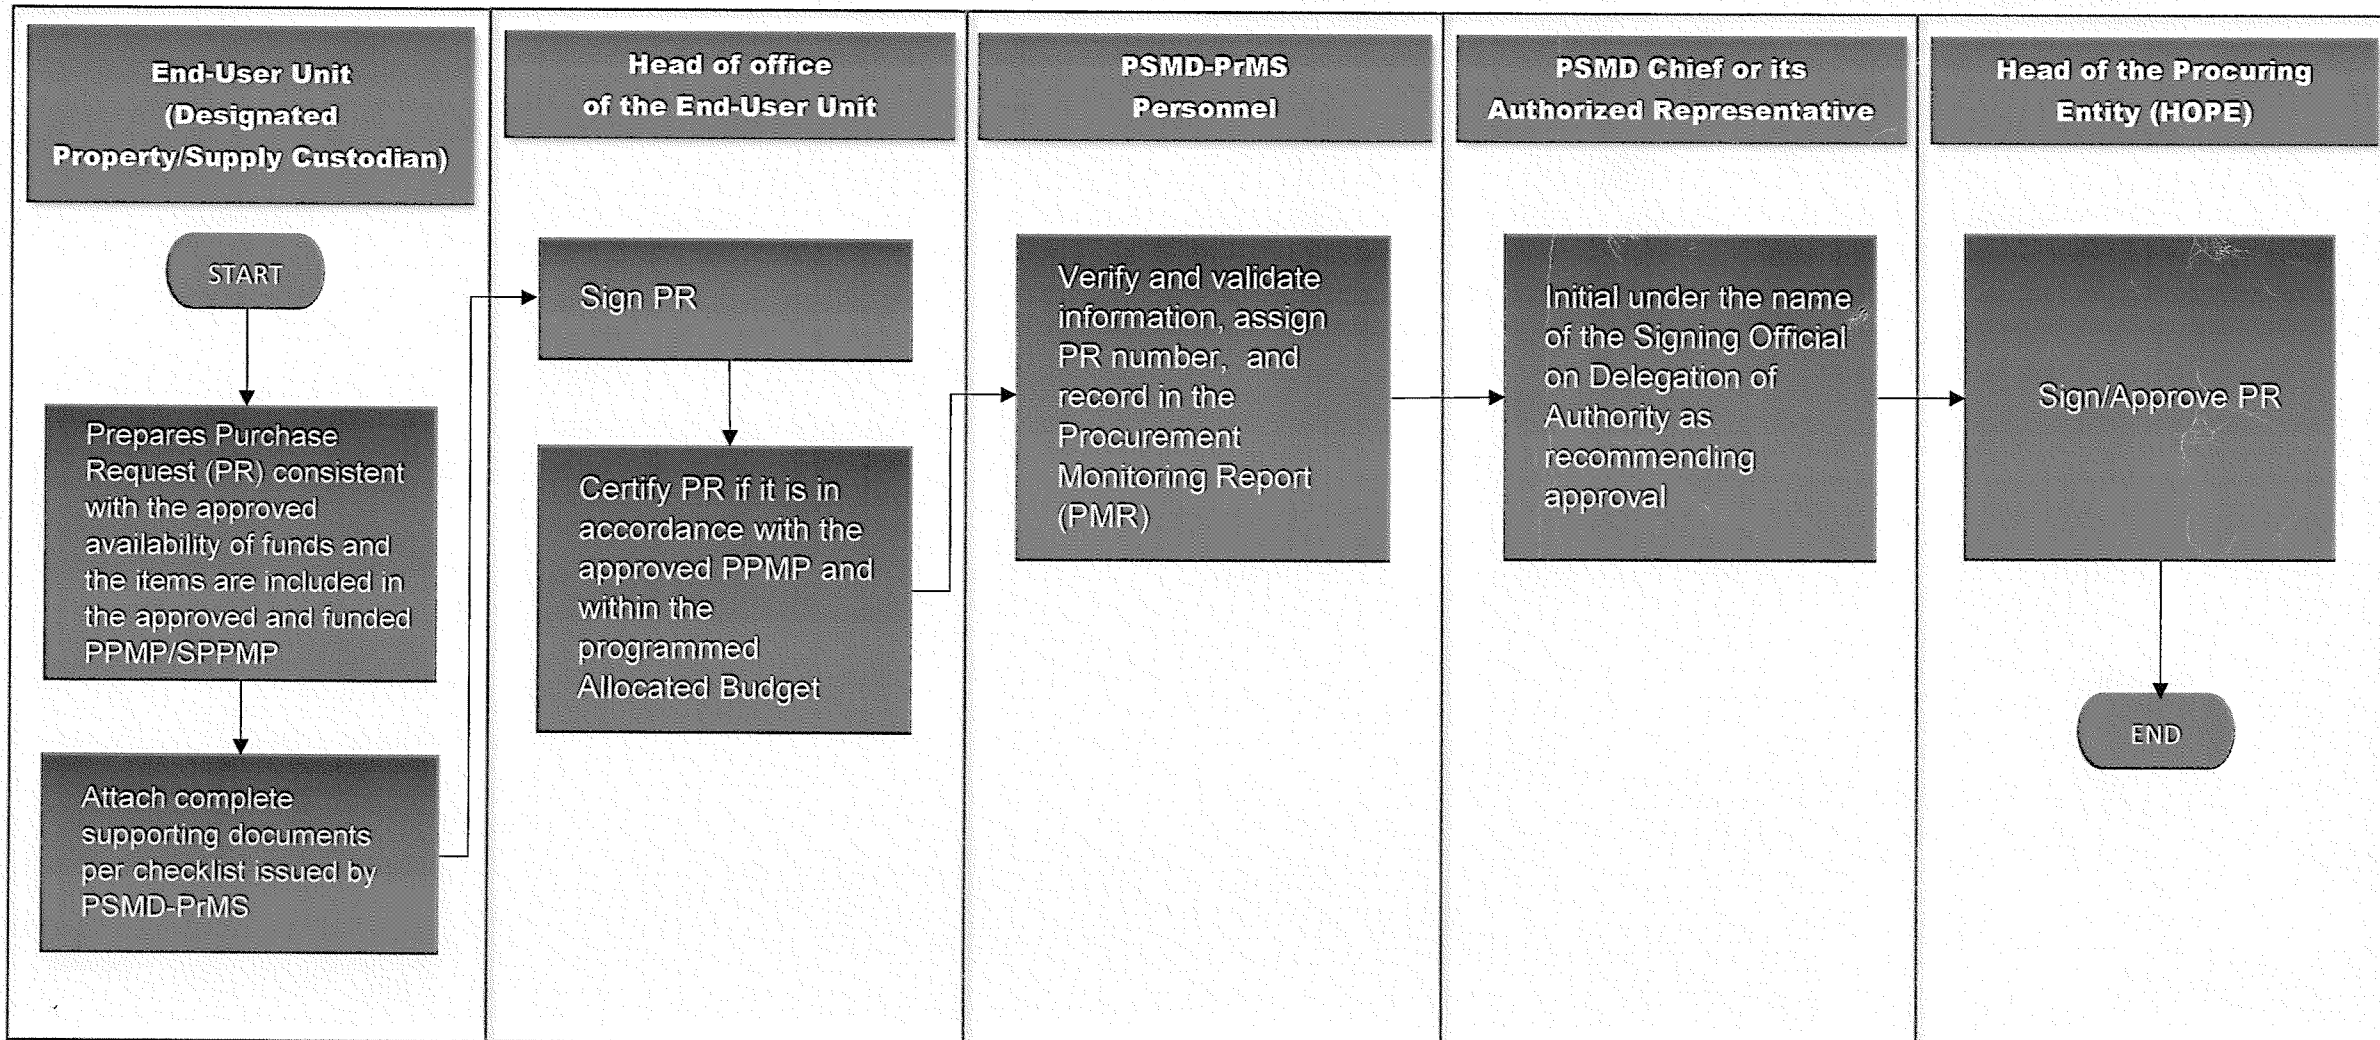 End-User Unit
(Designated
Property/Supply Custodian)
Head of office
of the End-User Unit
PSMD-PrMS
Personnel
PSMD Chief or its
Authorized Representative
Head of the Procuring
Entity (HOPE)
START
Prepares Purchase
Request (PR) consistent
with the approved
availability of funds and
the items are included in
the approved and funded
PPMP/SPPMP
Attach complete
supporting documents
per checklist issued by
PSMD-PrMS
Sign PR
Certify PR if it is in
accordance with the
approved PPMP and
within the
programmed
Allocated Budget
Verify and validate
information, assign
PR number, and
record in the
Procurement
Monitoring Report
(PMR)
Initial under the name
of the Signing Official
on Delegation of
Authority as
recommending
approval
Sign/Approve PR
END